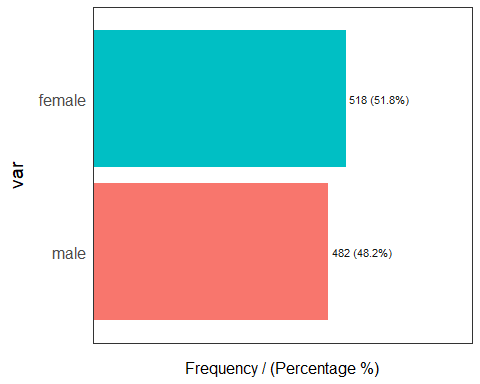 female
518 (51.8%)
var
male
482 (48.2%)
Frequency / (Percentage %)